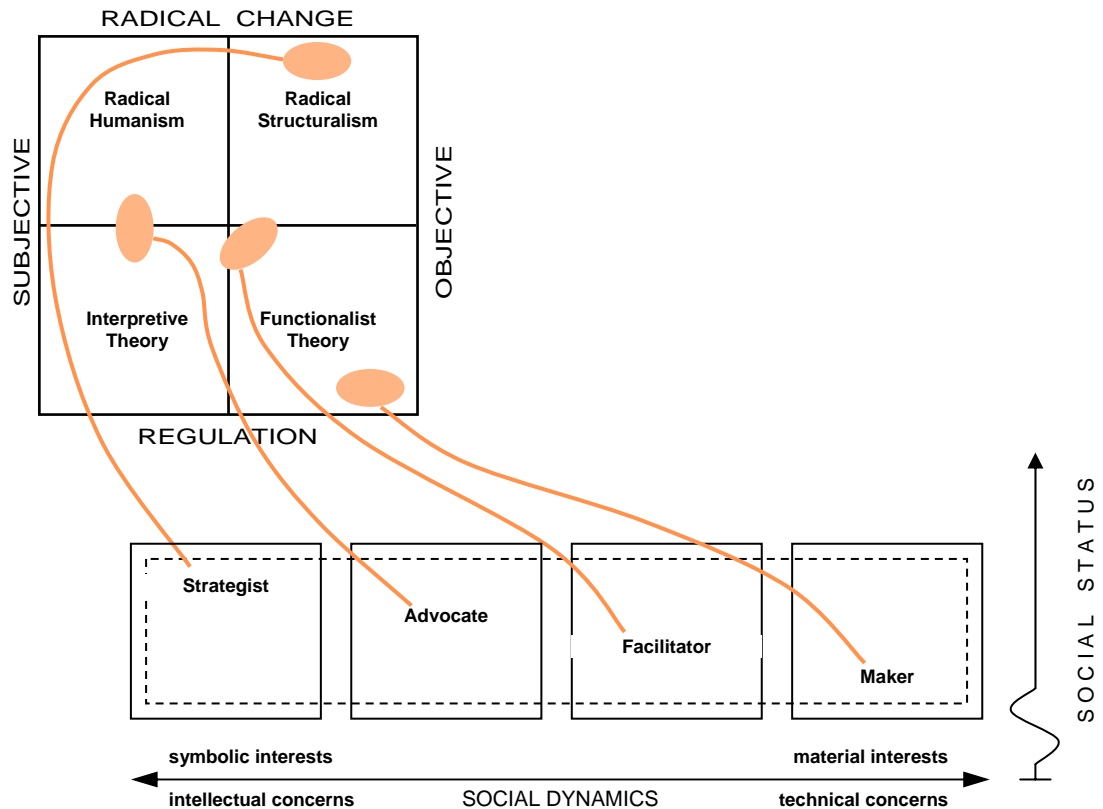 RADICAL CHANGE
Radical
Humanism
Radical
Structuralism
SUBJECTIVE
OBJECTIVE
Interpretive
Theory
Functionalist
Theory
REGULATION
Strategist
Advocate
Facilitator
Maker
SOCIAL STATUS
symbolic interests
material interests
intellectual concerns
SOCIAL DYNAMICS
technical concerns